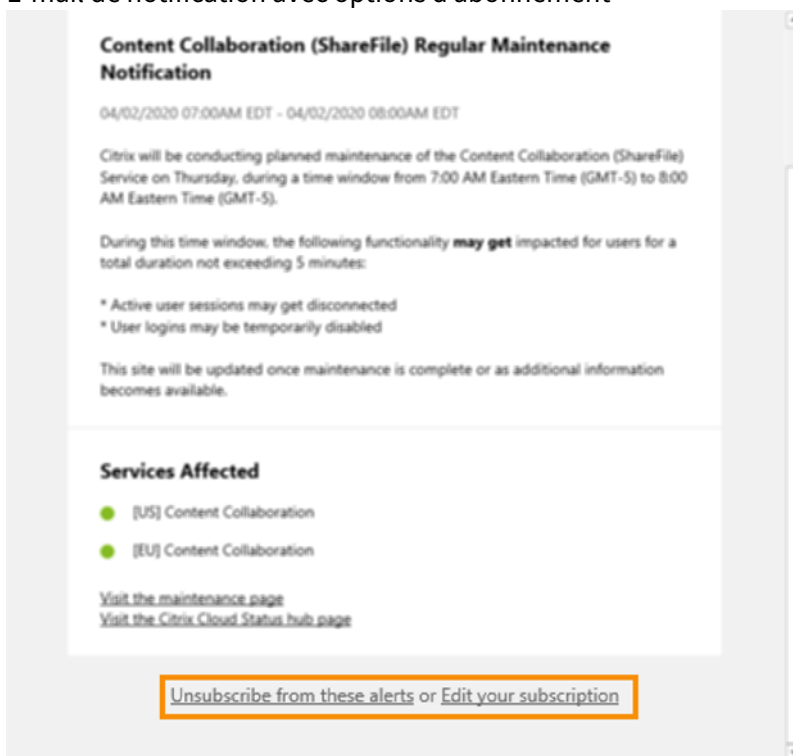 E-mail de notification avec options d'abonnement
Content Collaboration (ShareFile) Regular Maintenance
Notification
04/02/2020 07:00AM EDT - 04/02/2020 08:00AM EDT
Citrix will be conducting planned maintenance of the Content Collaboration (ShareFile)
Service on Thursday, during a time window from 7:00 AM Eastern Time (GMT-5) to 8:00
AM Eastern Time (GMT-5).
During this time window, the following functionality may get impacted for users for a
total duration not exceeding 5 minutes:
* Active user sessions may get disconnected
* User logins may be temporarily disabled
This site will be updated once maintenance is complete or as additional information
becomes available.
Services Affected
[US] Content Collaboration
[EU] Content Collaboration
Visit the maintenance page
Visit the Citrix Cloud Status hub page
Unsubscribe from these alerts or Edit your subscription